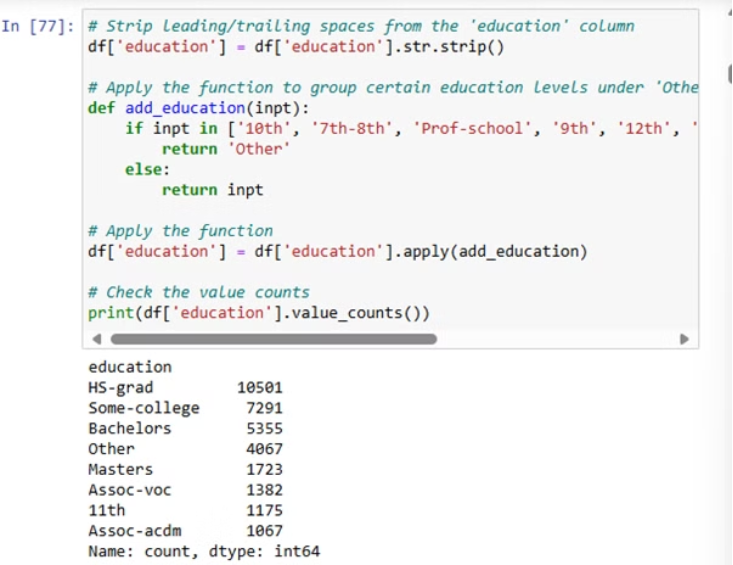 In [77]: # Strip leading/trailing spaces from the 'education' column
df['education'] = df['education'].str.strip()
# Apply the function to group certain education levels under 'Othe
def add_education(inpt):
    if inpt in ['10th', '7th-8th', 'Prof-school', '9th', '12th', '
        return 'Other'
    else:
        return inpt
# Apply the function
df['education'] = df['education'].apply(add_education)
# Check the value counts
print(df['education'].value_counts())
education
HS-grad         10501
Some-college     7291
Bachelors        5355
Other            4067
Masters          1723
Assoc-voc        1382
11th             1175
Assoc-acdm       1067
Name: count, dtype: int64